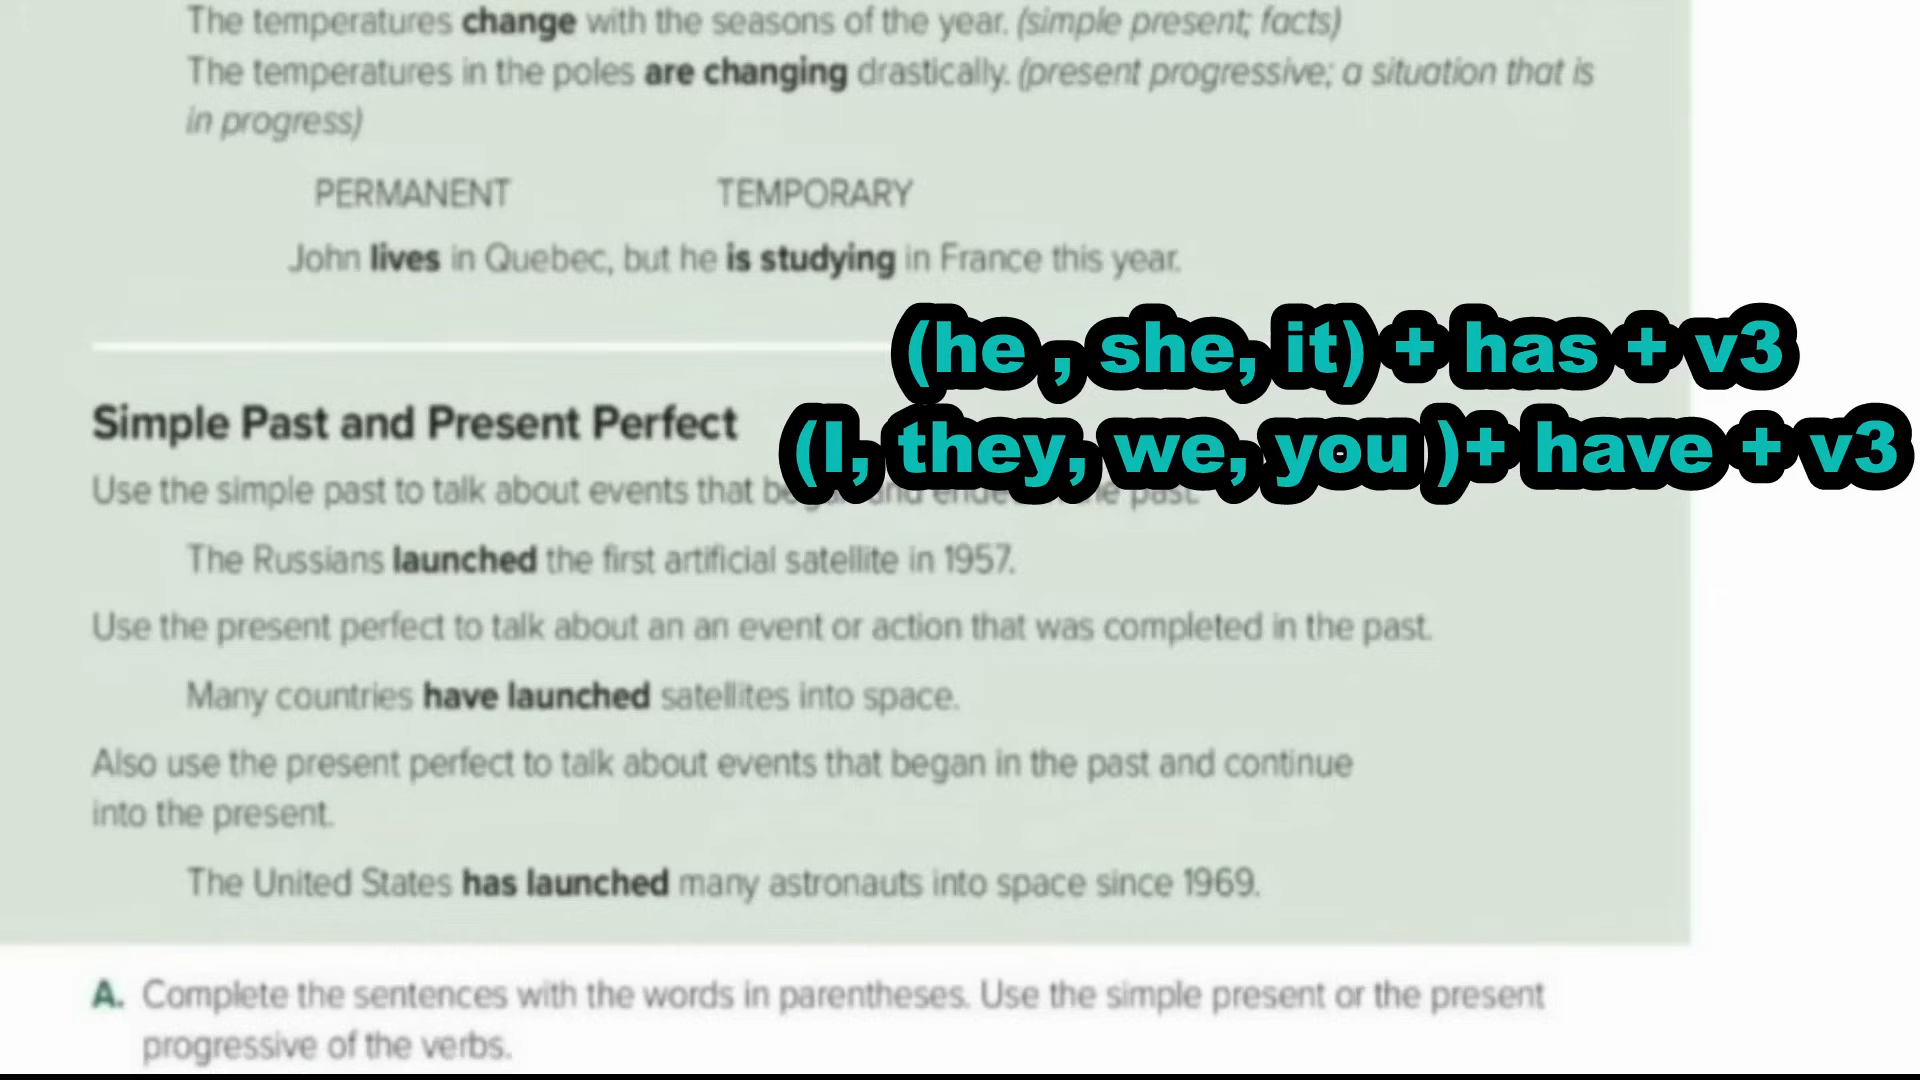 The temperatures change with the seasons of the year. (simple present; facts)
The temperatures in the poles are changing drastically. (present progressive; a situation that is
in progress)
PERMANENT TEMPORARY
John lives in Quebec, but he is studying in France this year.
(he , she, it) + has + v3
Simple Past and Present Perfect
(I, they, we, you )+ have + v3
Use the simple past to talk about events that began and ended in the past.
The Russians launched the first artificial satellite in 1957.
Use the present perfect to talk about an an event or action that was completed in the past.
Many countries have launched satellites into space.
Also use the present perfect to talk about events that began in the past and continue
into the present.
The United States has launched many astronauts into space since 1969.
A. Complete the sentences with the words in parentheses. Use the simple present or the present
progressive of the verbs.